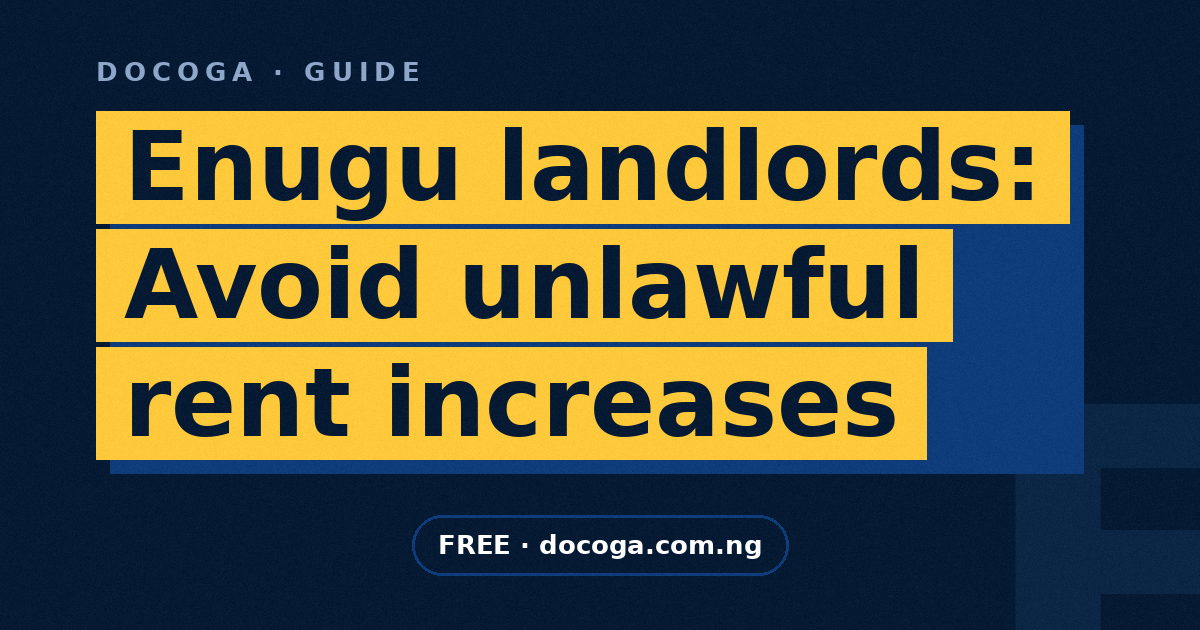 DOCOGA · GUIDE
Enugu landlords:
Avoid unlawful
rent increases
FREE · docoga.com.ng